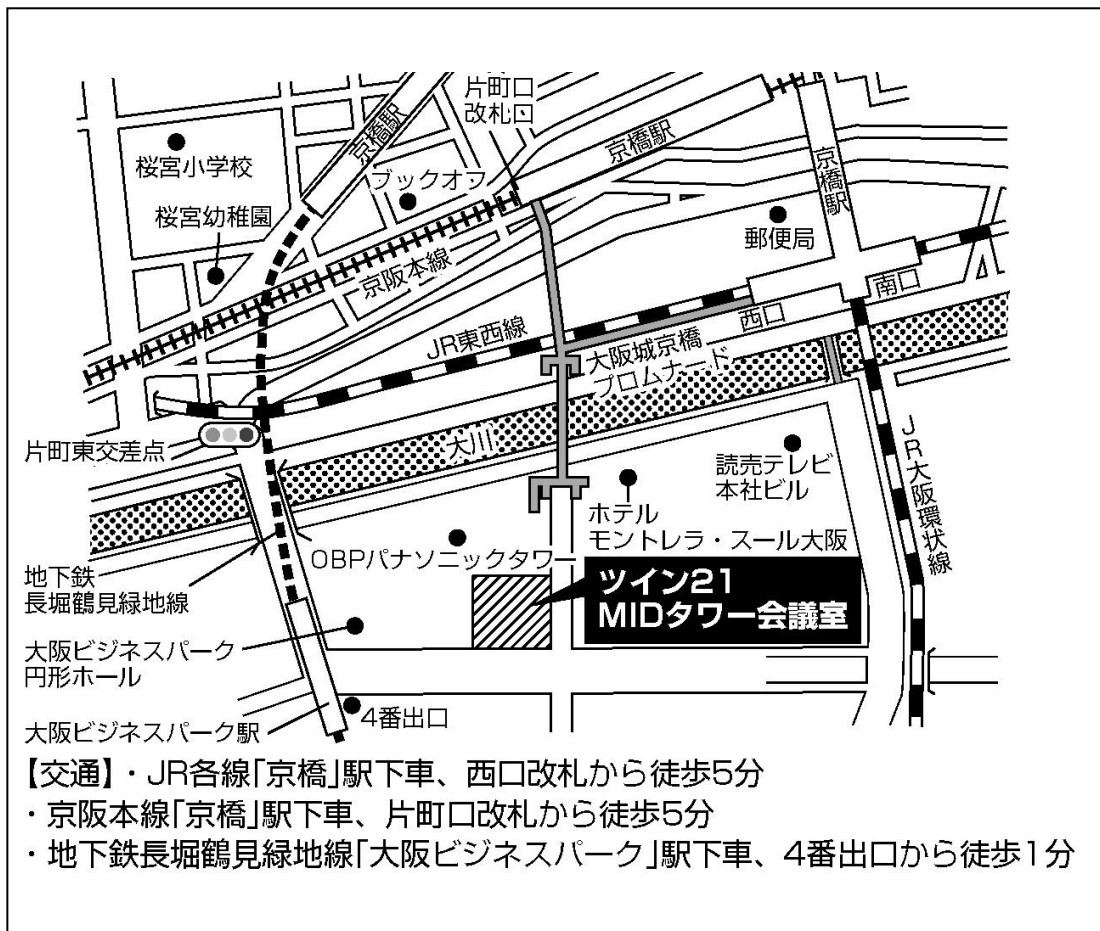 片町口
改札口
京橋駅
京橋駅
京橋駅
桜宮小学校
ブックオフ
桜宮幼稚園
郵便局
京阪本線
南口
西口
JR東西線
大阪城京橋
プロムナード
片町東交差点
大川
読売テレビ
本社ビル
JR大阪環状線
ホテル
モントレラ・スール大阪
OBPパナソニックタワー
地下鉄
長堀鶴見緑地線
ツイン21
MIDタワー会議室
大阪ビジネスパーク
円形ホール
大阪ビジネスパーク駅
4番出口
【交通】・JR各線「京橋」駅下車、西口改札から徒歩5分
・京阪本線「京橋」駅下車、片町口改札から徒歩5分
・地下鉄長堀鶴見緑地線「大阪ビジネスパーク」駅下車、4番出口から徒歩1分